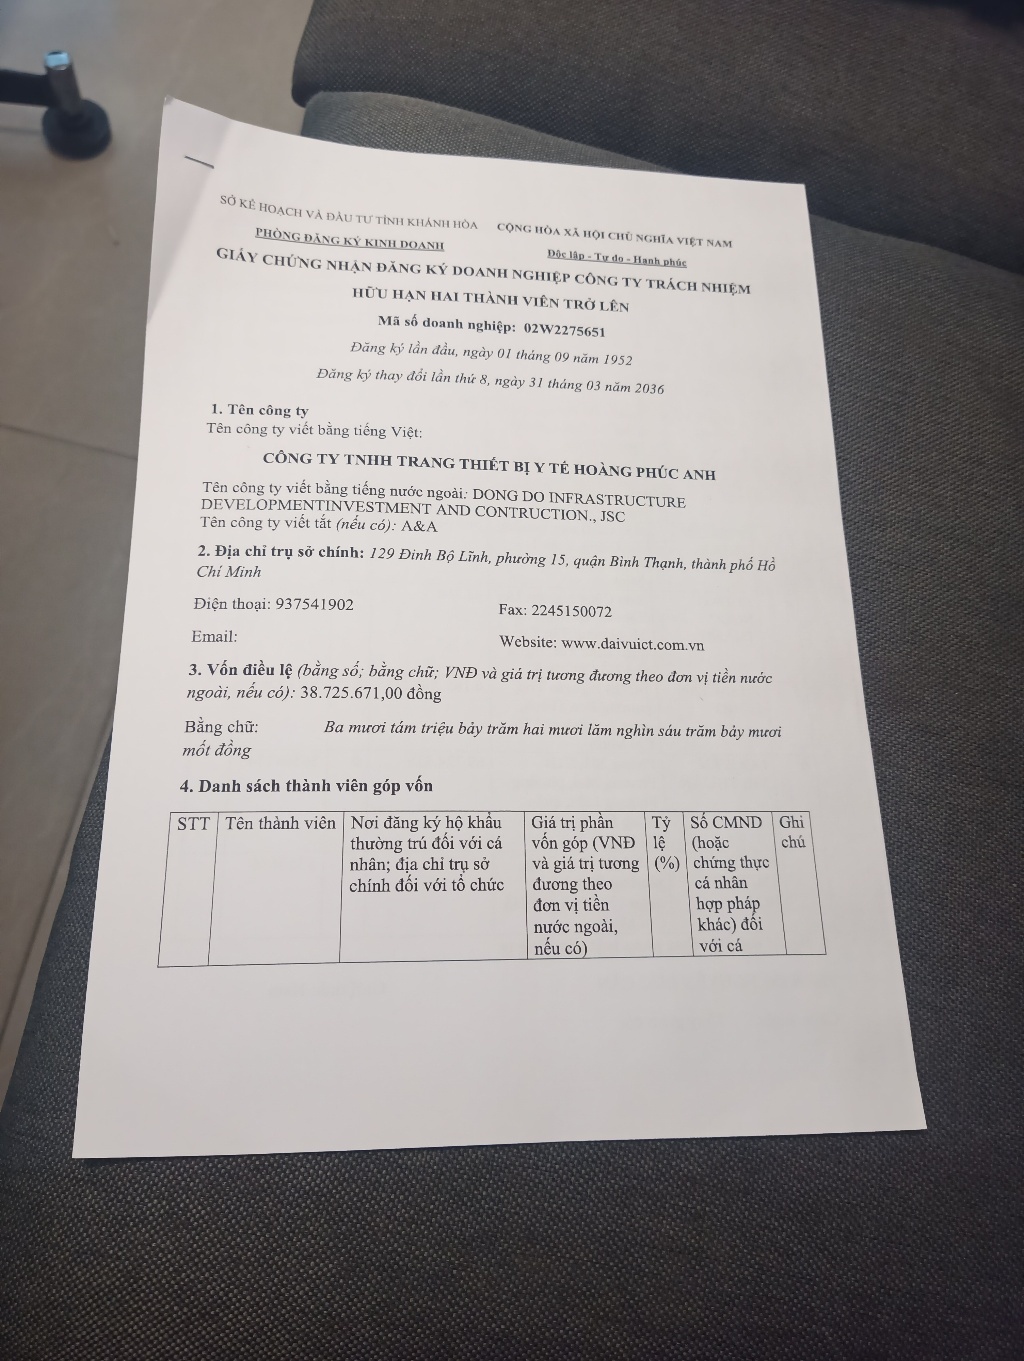 SỞ KẾ HOẠCH VÀ ĐẦU TƯ TỈNH KHÁNH HÒA
PHÒNG ĐĂNG KÝ KINH DOANH
CỘNG HÒA XÃ HỘI CHỦ NGHĨA VIỆT NAM
Độc lập - Tự do - Hạnh phúc
GIẤY CHỨNG NHẬN ĐĂNG KÝ DOANH NGHIỆP CÔNG TY TRÁCH NHIỆM
HỮU HẠN HAI THÀNH VIÊN TRỞ LÊN
Mã số doanh nghiệp: 02W2275651
Đăng ký lần đầu, ngày 01 tháng 09 năm 1952
Đăng ký thay đổi lần thứ 8, ngày 31 tháng 03 năm 2036
1. Tên công ty
Tên công ty viết bằng tiếng Việt:
CÔNG TY TNHH TRANG THIẾT BỊ Y TẾ HOÀNG PHÚC ANH
Tên công ty viết bằng tiếng nước ngoài: DONG DO INFRASTRUCTURE
DEVELOPMENTINVESTMENT AND CONTRUCTION., JSC
Tên công ty viết tắt (nếu có): A&A
2. Địa chỉ trụ sở chính: 129 Đinh Bộ Lĩnh, phường 15, quận Bình Thạnh, thành phố Hồ
Chí Minh
Điện thoại: 937541902
Fax: 2245150072
Email:
Website: www.daivuict.com.vn
3. Vốn điều lệ (bằng số; bằng chữ; VNĐ và giá trị tương đương theo đơn vị tiền nước
ngoài, nếu có): 38.725.671,00 đồng
Bằng chữ: Ba mươi tám triệu bảy trăm hai mươi lăm nghìn sáu trăm bảy mươi
mốt đồng
4. Danh sách thành viên góp vốn
STT
Tên thành viên
Nơi đăng ký hộ khẩu
thường trú đối với cá
nhân; địa chỉ trụ sở
chính đối với tổ chức
Giá trị phần
vốn góp (VNĐ
và giá trị tương
đương theo
đơn vị tiền
nước ngoài,
nếu có)
Tỷ
lệ
(%)
Số CMND
(hoặc
chứng thực
cá nhân
hợp pháp
khác) đối
với cá
Ghi
chú